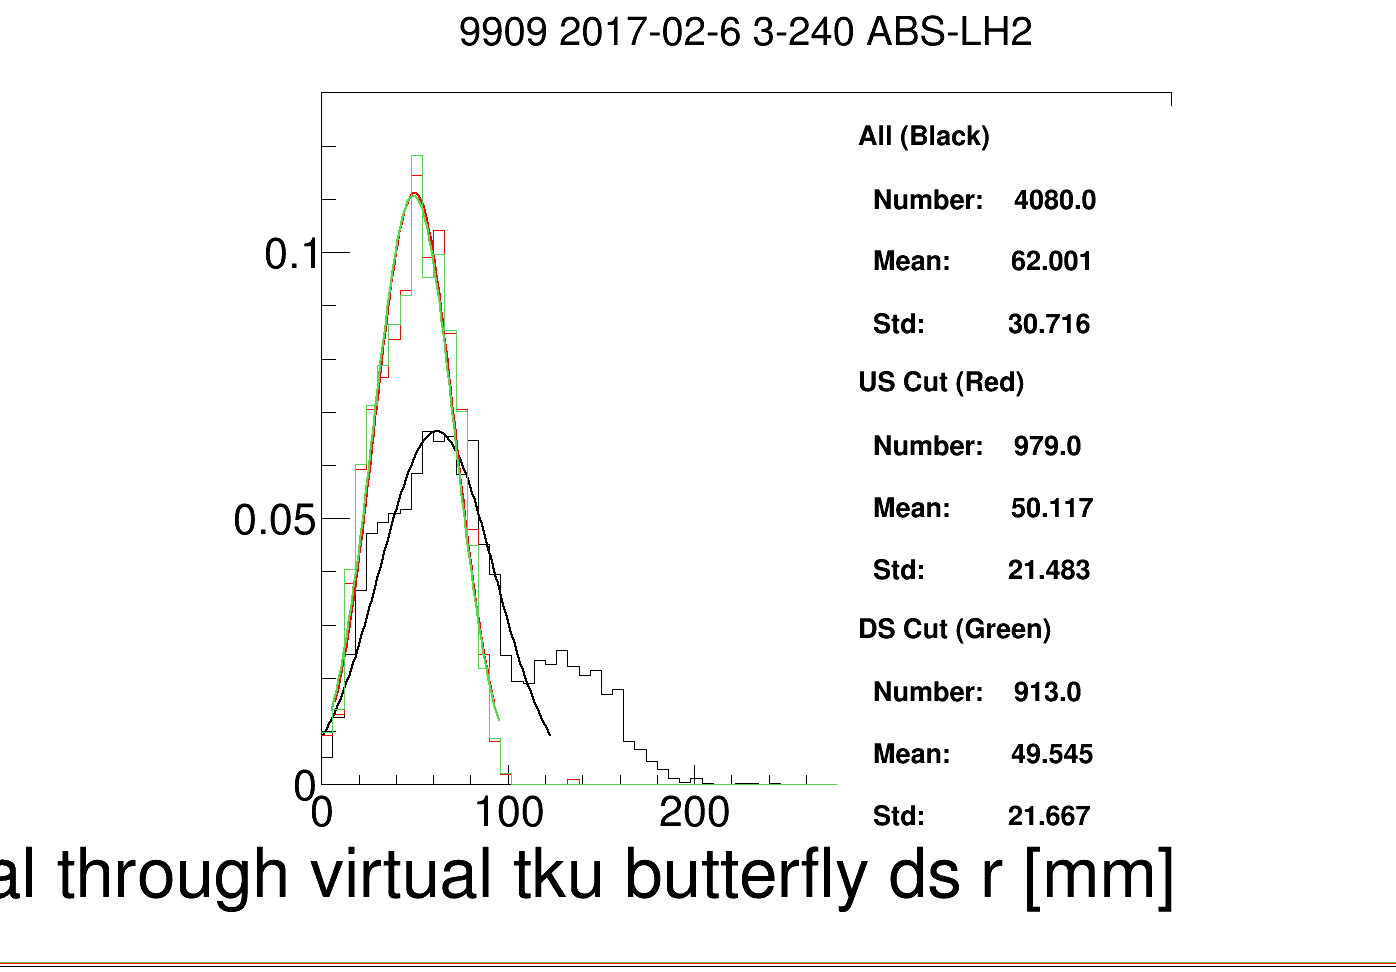 9909 2017-02-6 3-240 ABS-LH2
All (Black)
Number: 4080.0
Mean: 62.001
Std: 30.716
US Cut (Red)
Number: 979.0
Mean: 50.117
Std: 21.483
DS Cut (Green)
Number: 913.0
Mean: 49.545
Std: 21.667
0.1
0.05
0
0 100 200
al through virtual tku butterfly ds r [mm]